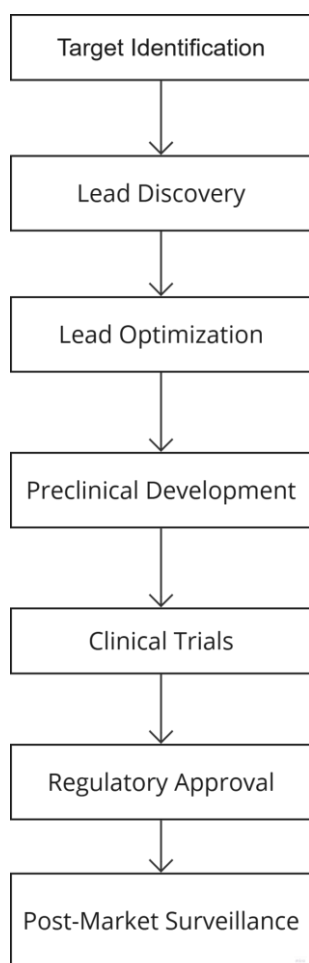 Target Identification
Lead Discovery
Lead Optimization
Preclinical Development
Clinical Trials
Regulatory Approval
Post-Market Surveillance